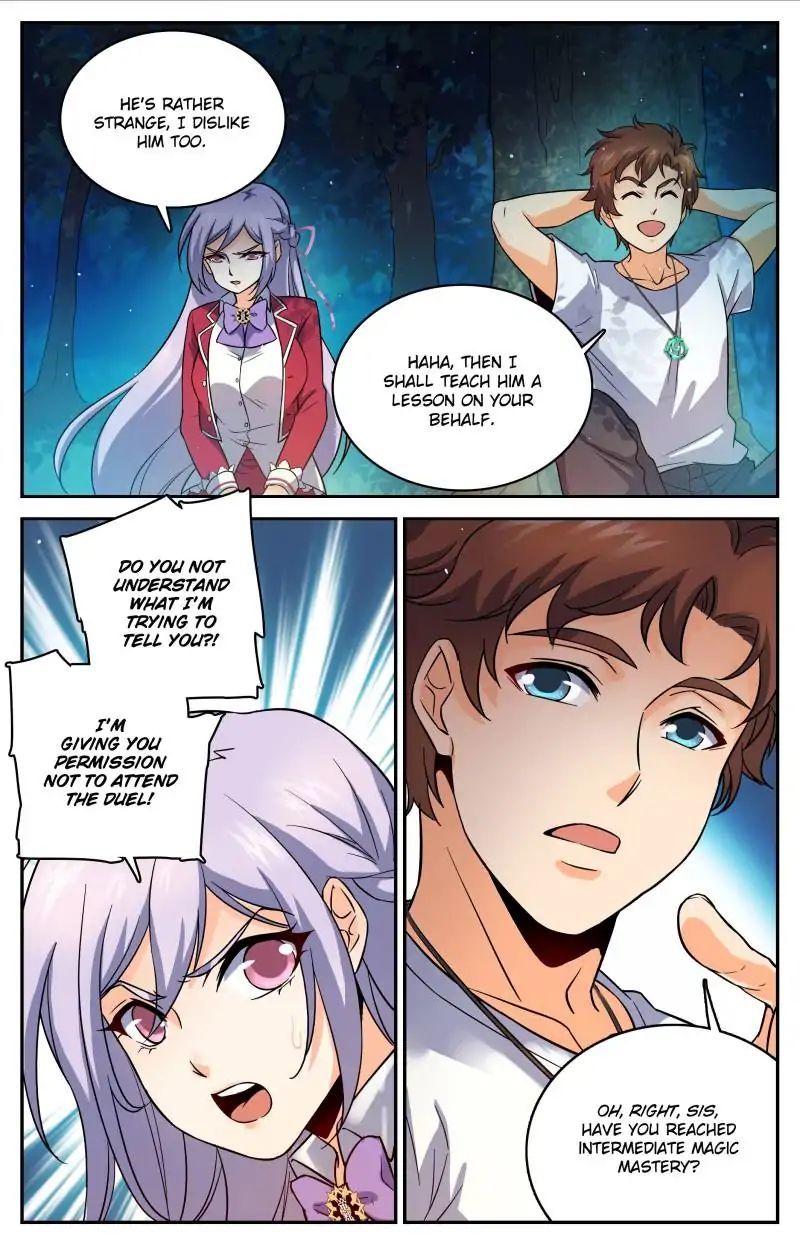 HE'S RATHER
STRANGE, I DISLIKE
HIM TOO.
HAHA, THEN I
SHALL TEACH HIM A
LESSON ON YOUR
BEHALF.
DO YOU NOT
UNDERSTAND
WHAT I'M
TRYING TO
TELL YOU?!
I'M
GIVING YOU
PERMISSION
NOT TO ATTEND
THE DUEL!
OH, RIGHT, SIS,
HAVE YOU REACHED
INTERMEDIATE MAGIC
MASTERY?